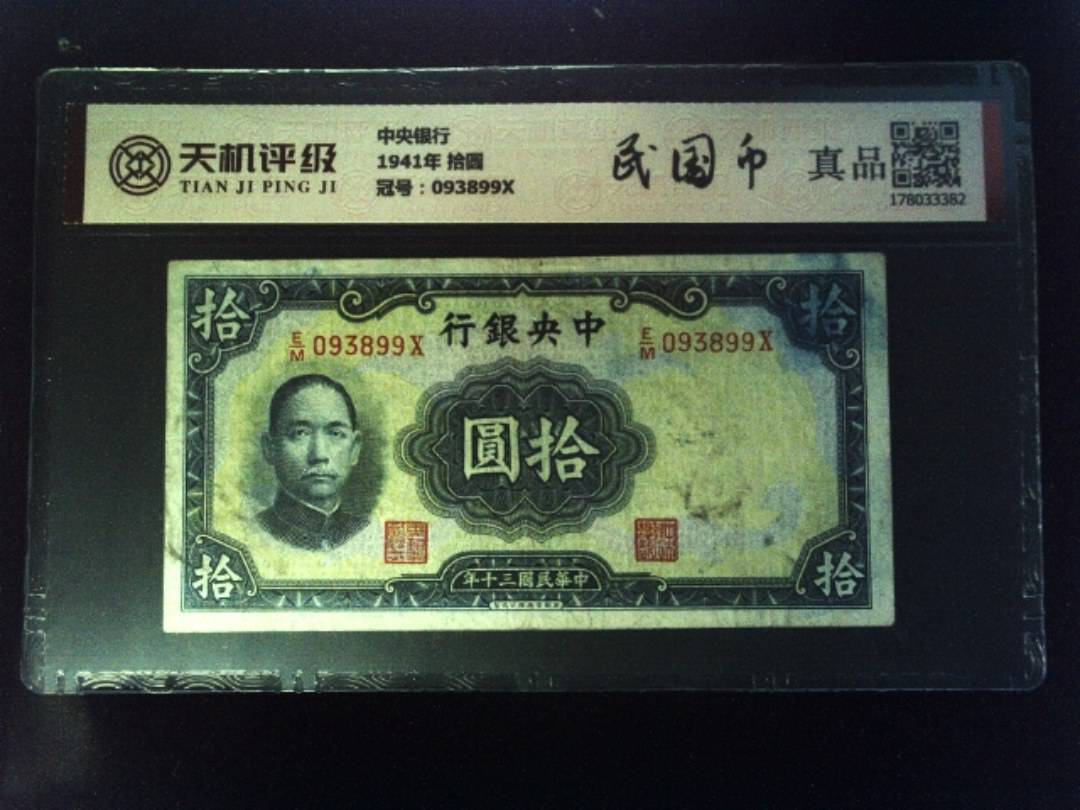 天机评级
TIAN JI PING JI
中央银行
1941年 拾圓
冠号：093899X
民国币
真品
178033382
拾
拾
行銀央中
E/M 093899X
E/M 093899X
圓拾
年十三國民華中
拾
拾